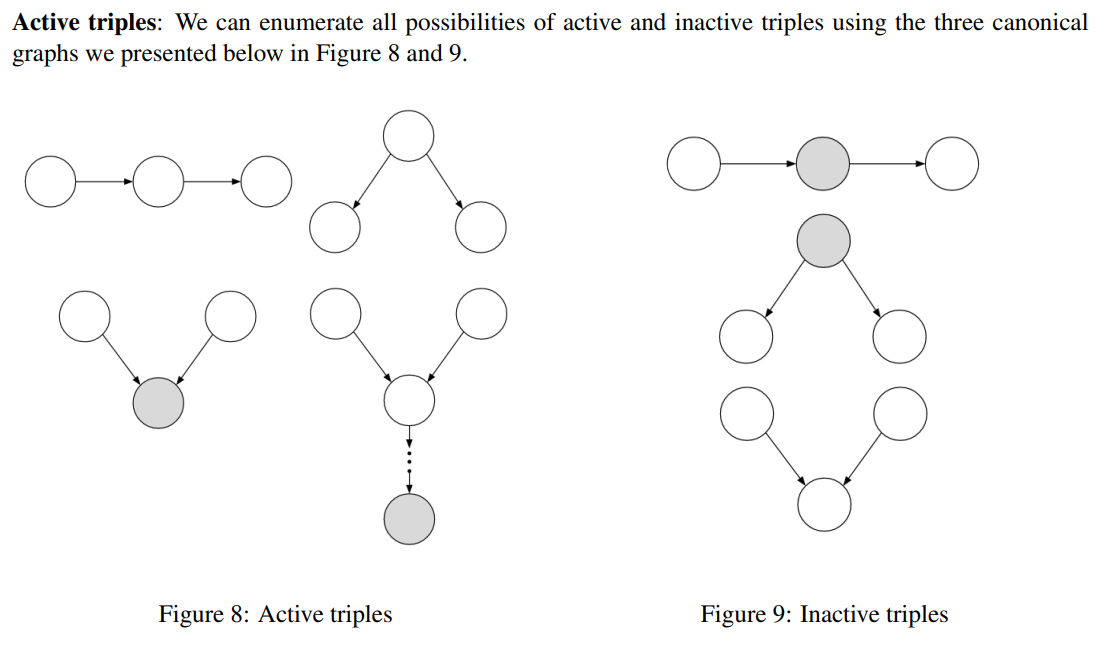 Active triples: We can enumerate all possibilities of active and inactive triples using the three canonical
graphs we presented below in Figure 8 and 9.
Figure 8: Active triples
Figure 9: Inactive triples